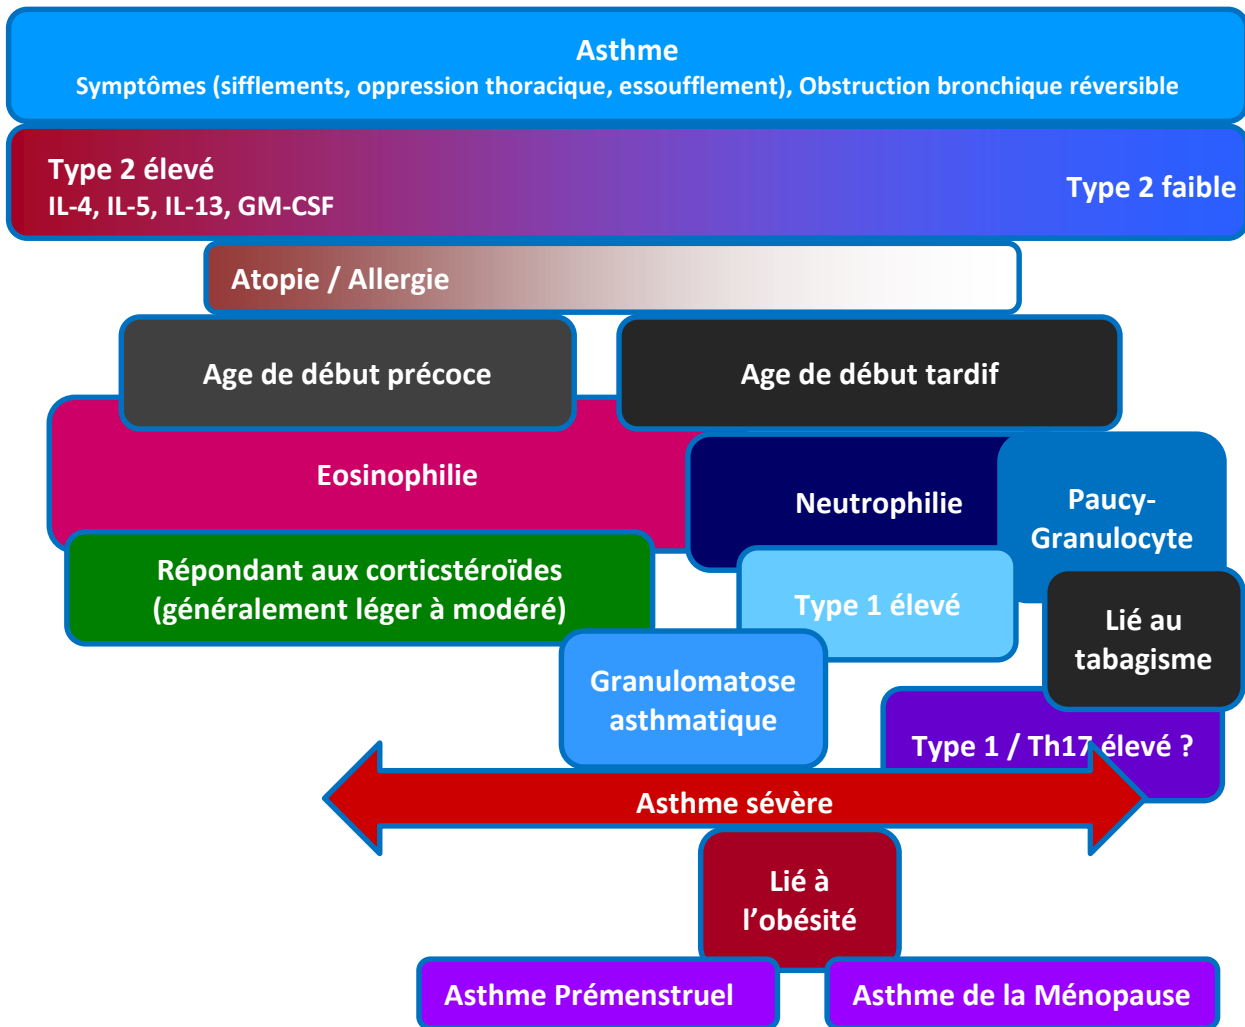 Asthme
Symptômes (sifflements, oppression thoracique, essoufflement), Obstruction bronchique réversible
Type 2 élevé
IL-4, IL-5, IL-13, GM-CSF
Type 2 faible
Atopie / Allergie
Age de début précoce
Age de début tardif
Eosinophilie
Neutrophilie
Paucy-
Granulocyte
Répondant aux corticstéroïdes
(généralement léger à modéré)
Type 1 élevé
Lié au
tabagisme
Granulomatose
asthmatique
Type 1 / Th17 élevé ?
Asthme sévère
Lié à
l’obésité
Asthme Prémenstruel
Asthme de la Ménopause